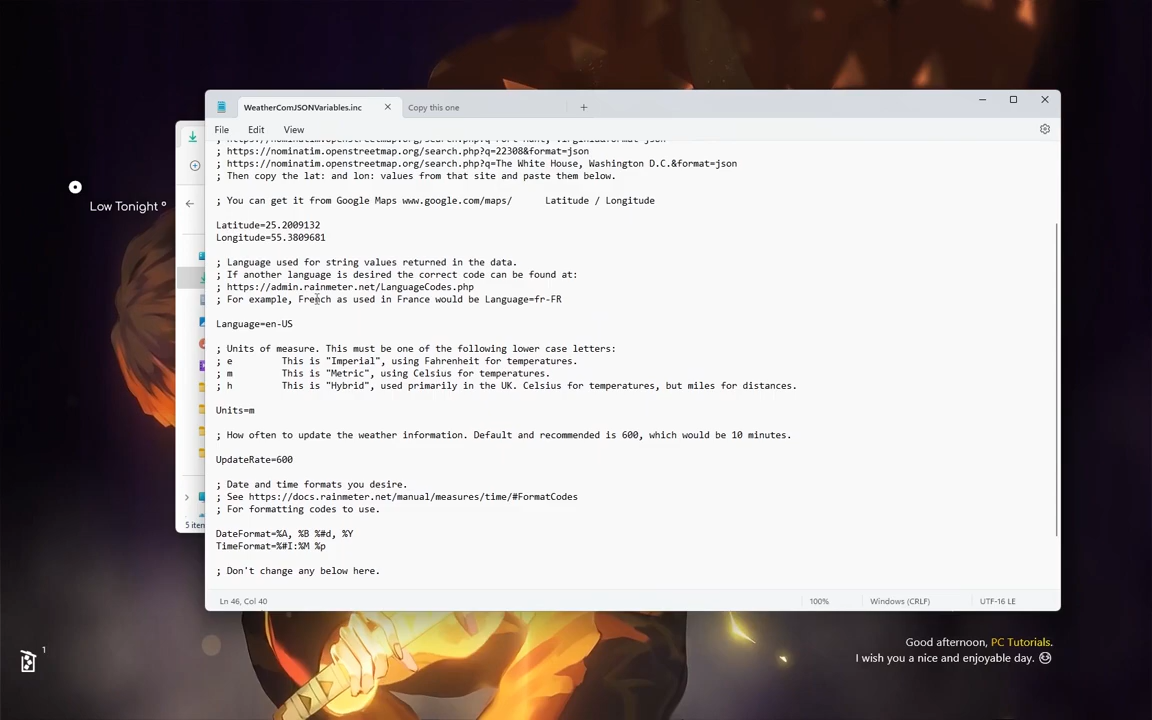 WeatherComJSONVariables.inc
Copy this one
File Edit View
; https://nominatim.openstreetmap.org/search.php?q=22308&format=json
; https://nominatim.openstreetmap.org/search.php?q=The White House, Washington D.C.&format=json
; Then copy the lat: and lon: values from that site and paste them below.
; You can get it from Google Maps www.google.com/maps/ Latitude / Longitude
Latitude=25.2009132
Longitude=55.3809681
; Language used for string values returned in the data.
; If another language is desired the correct code can be found at:
; https://admin.rainmeter.net/LanguageCodes.php
; For example, French as used in France would be Language=fr-FR
Language=en-US
; Units of measure. This must be one of the following lower case letters:
; e This is "Imperial", using Fahrenheit for temperatures.
; m This is "Metric", using Celsius for temperatures.
; h This is "Hybrid", used primarily in the UK. Celsius for temperatures, but miles for distances.
Units=m
; How often to update the weather information. Default and recommended is 600, which would be 10 minutes.
UpdateRate=600
; Date and time formats you desire.
; See https://docs.rainmeter.net/manual/measures/time/#FormatCodes
; For formatting codes to use.
DateFormat=%A, %B %#d, %Y
TimeFormat=%#I:%M %p
; Don't change any below here.
Ln 46, Col 40
100%
Windows (CRLF)
UTF-16 LE
Low Tonight °
5 item
1
Good afternoon, PC Tutorials.
I wish you a nice and enjoyable day.